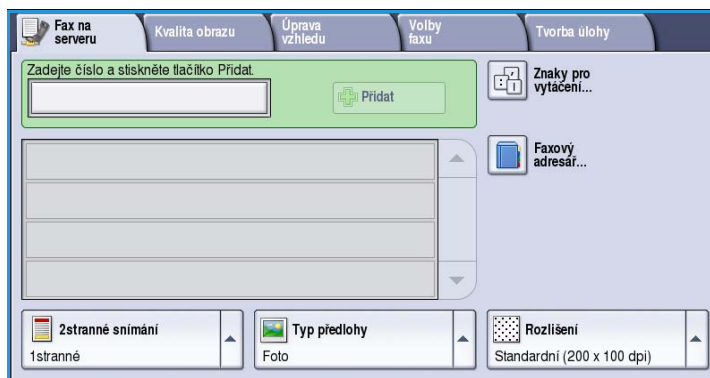 Fax na
serveru
Kvalita obrazu
Úprava
vzhledu
Volby
faxu
Tvorba úlohy
Zadejte číslo a stiskněte tlačítko Přidat.
Přidat
Znaky pro
vytáčení...
Faxový
adresář...
2stranné snímání
1stranné
Typ předlohy
Foto
Rozlišení
Standardní (200 x 100 dpi)